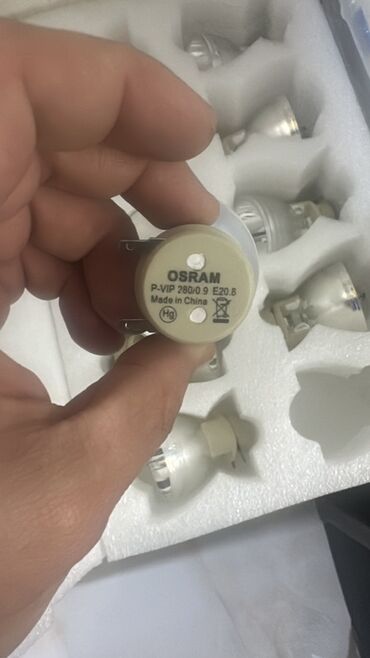 OSRAM
P-VIP 280/0.9 E20.8
Made in China
Hg